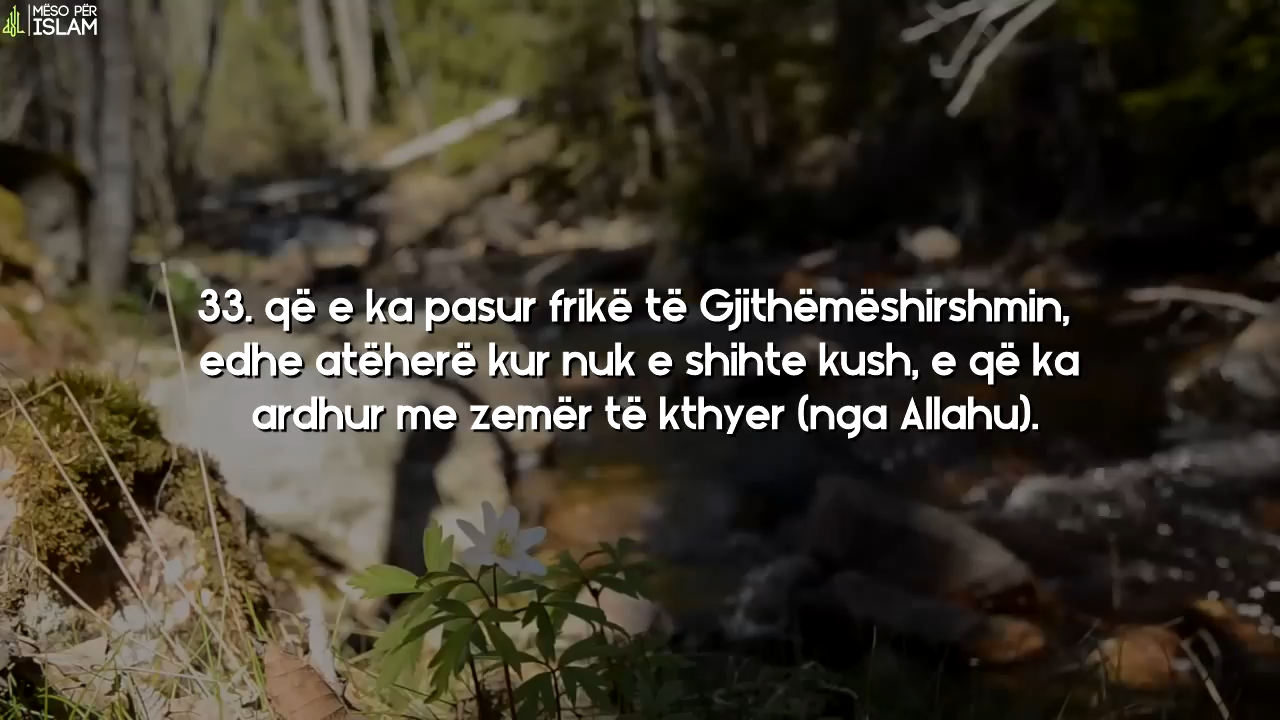 MËSO PËR
ISLAM
33. që e ka pasur frikë të Gjithëmëshirshmin,
edhe atëherë kur nuk e shihte kush, e që ka
ardhur me zemër të kthyer (nga Allahu).